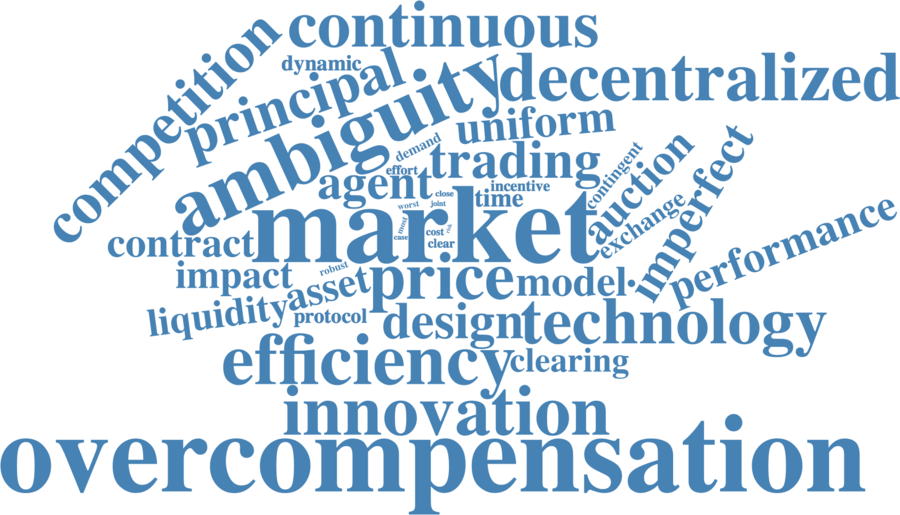 continuous
competition
dynamic
principal
decentralized
ambiguity
uniform
demand
trading
effort
agent
incentive
contingent
auction
imperfect
close
time
worst
joint
market
most
cost
risk
case
clear
exchange
performance
contract
impact
robust
price
model
asset
liquidity
protocol
design
technology
efficiency
clearing
innovation
overcompensation